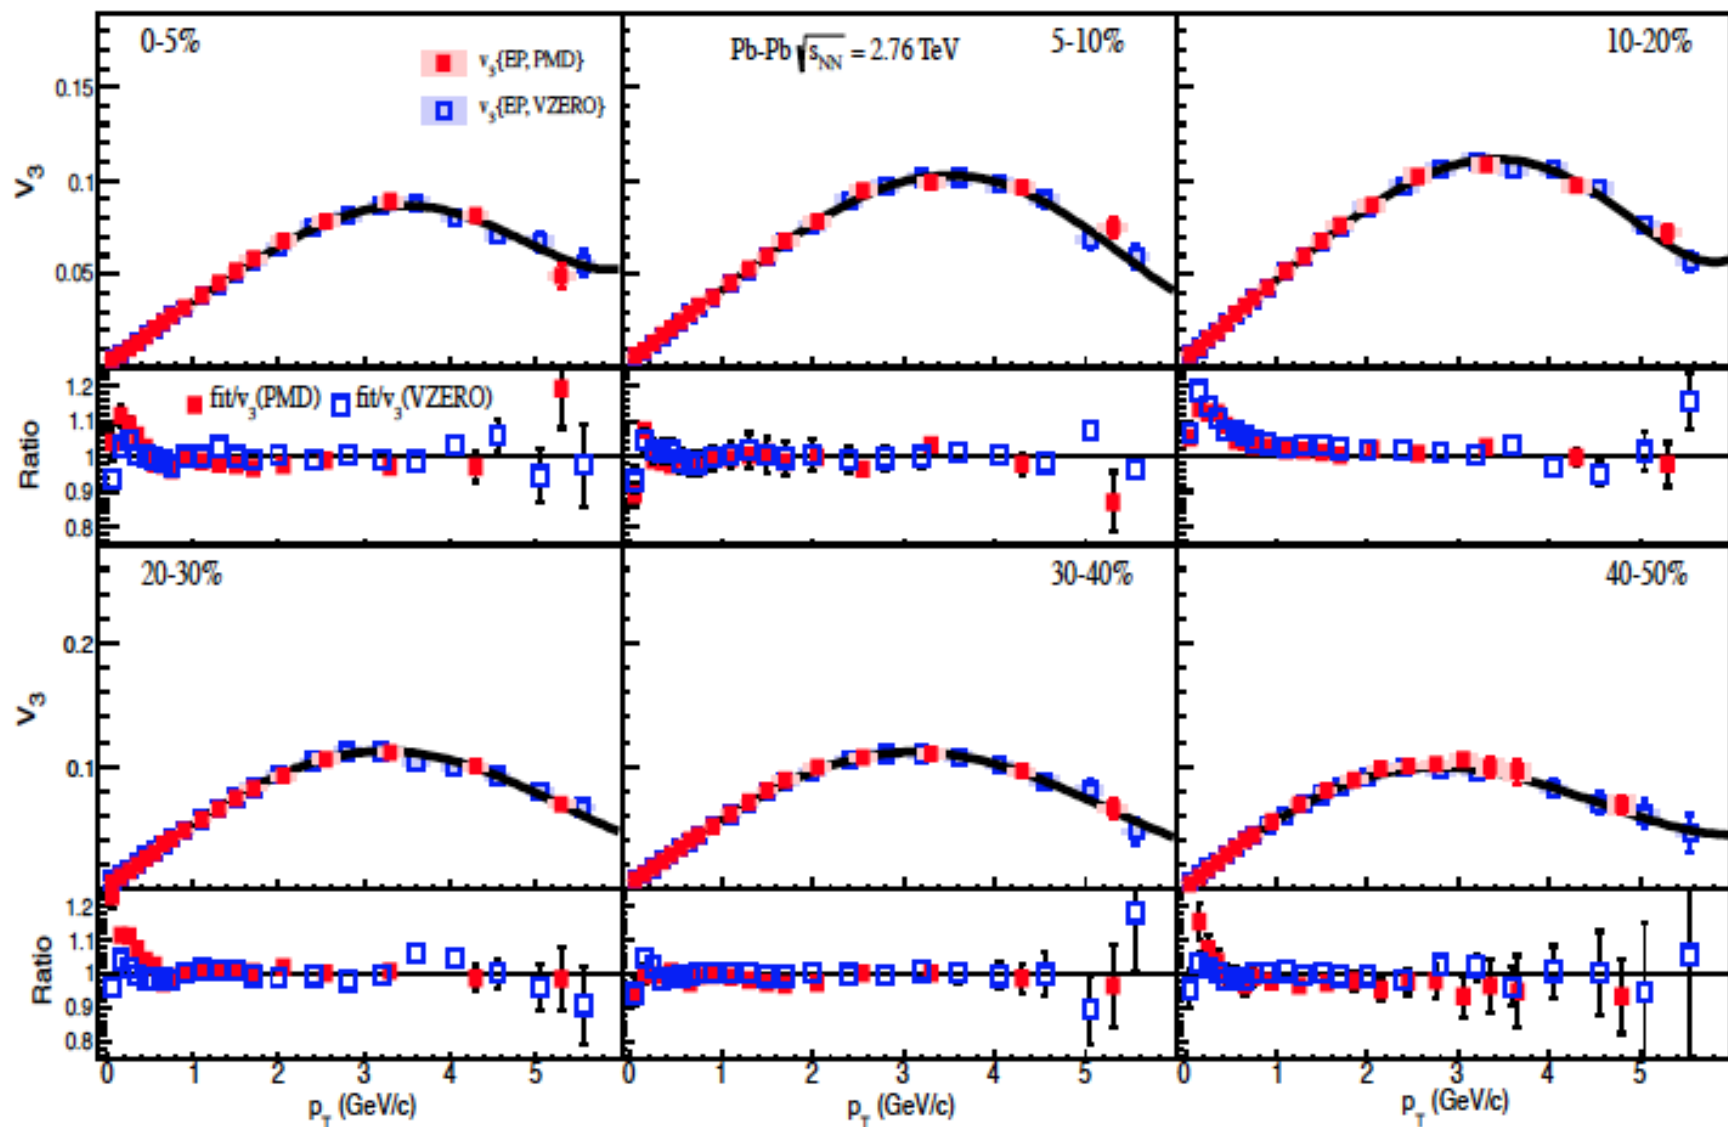 0-5%
v₃{EP, PMD}
v₃{EP, VZERO}
Pb-Pb √s_NN = 2.76 TeV
5-10%
10-20%
0.15
0.1
0.05
v₃
fit/v₃(PMD) fit/v₃(VZERO)
1.2
1.1
1
0.9
0.8
Ratio
20-30%
30-40%
40-50%
0.2
0.1
v₃
1.2
1.1
1
0.9
0.8
Ratio
0 1 2 3 4 5 0 1 2 3 4 5 0 1 2 3 4 5
p_T (GeV/c) p_T (GeV/c) p_T (GeV/c)